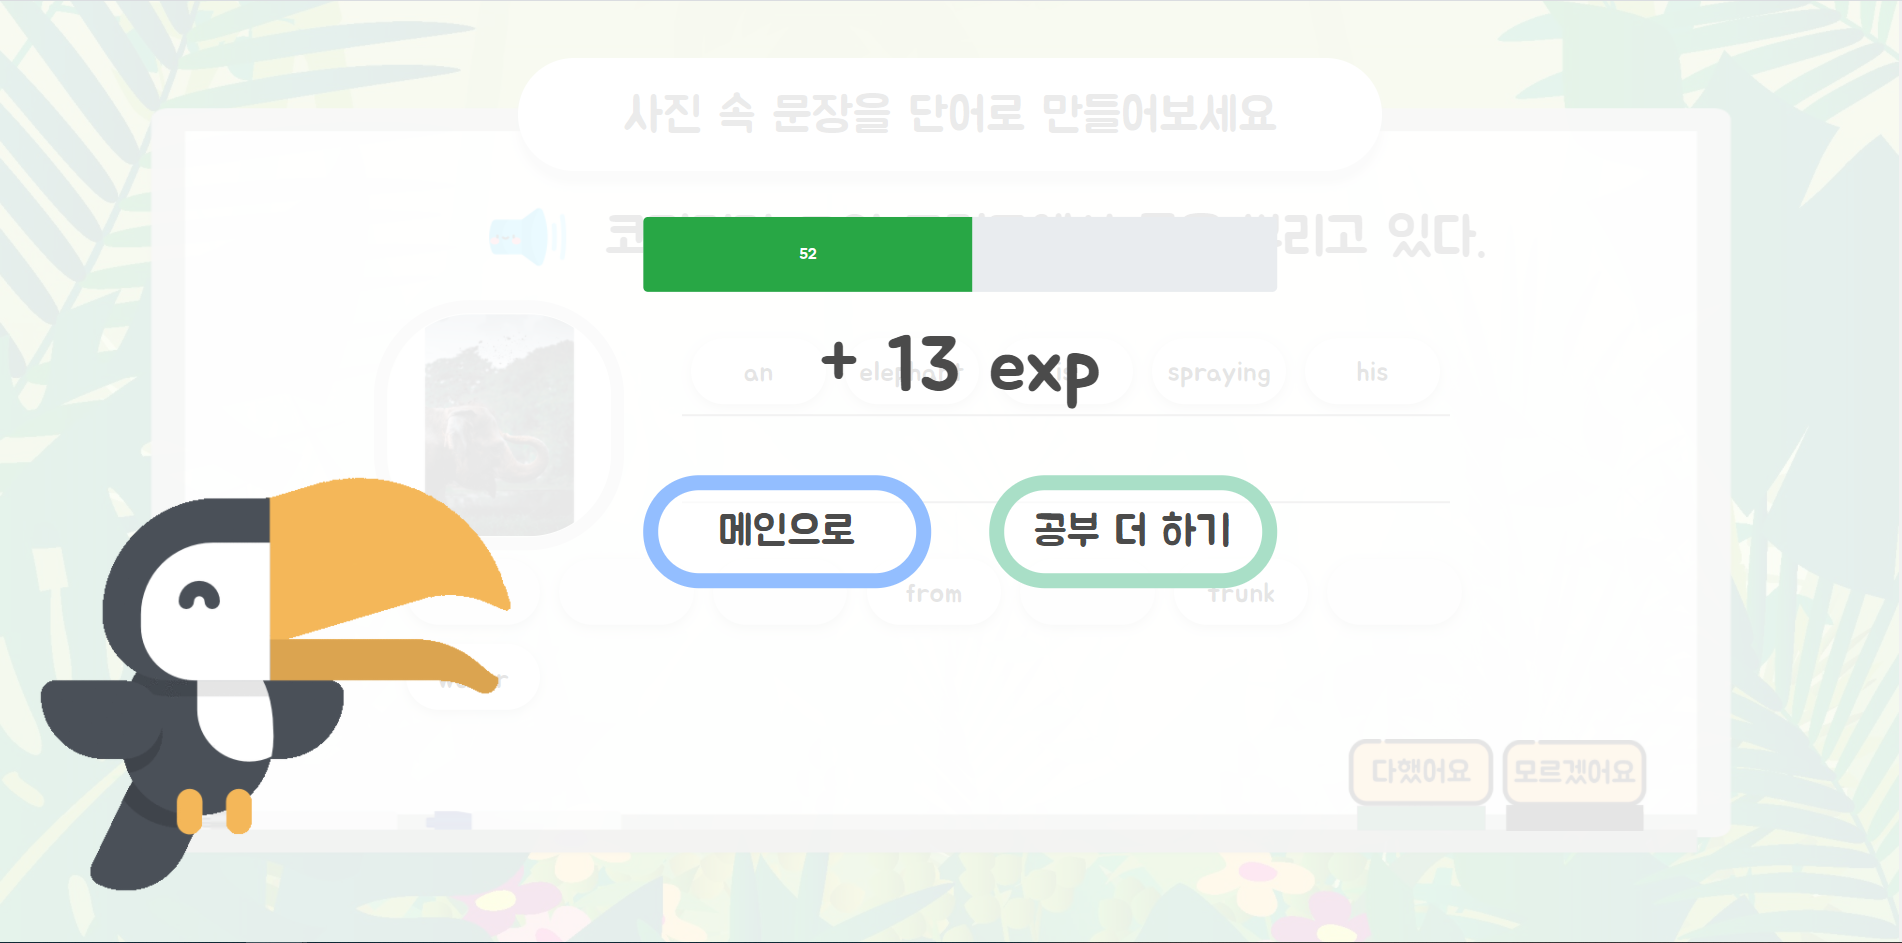 사진 속 문장을 단어로 만들어보세요
뿌리고 있다.
52
+ 13 exp
an elephant is spraying his
메인으로 공부 더 하기
from trunk
water
다했어요 모르겠어요